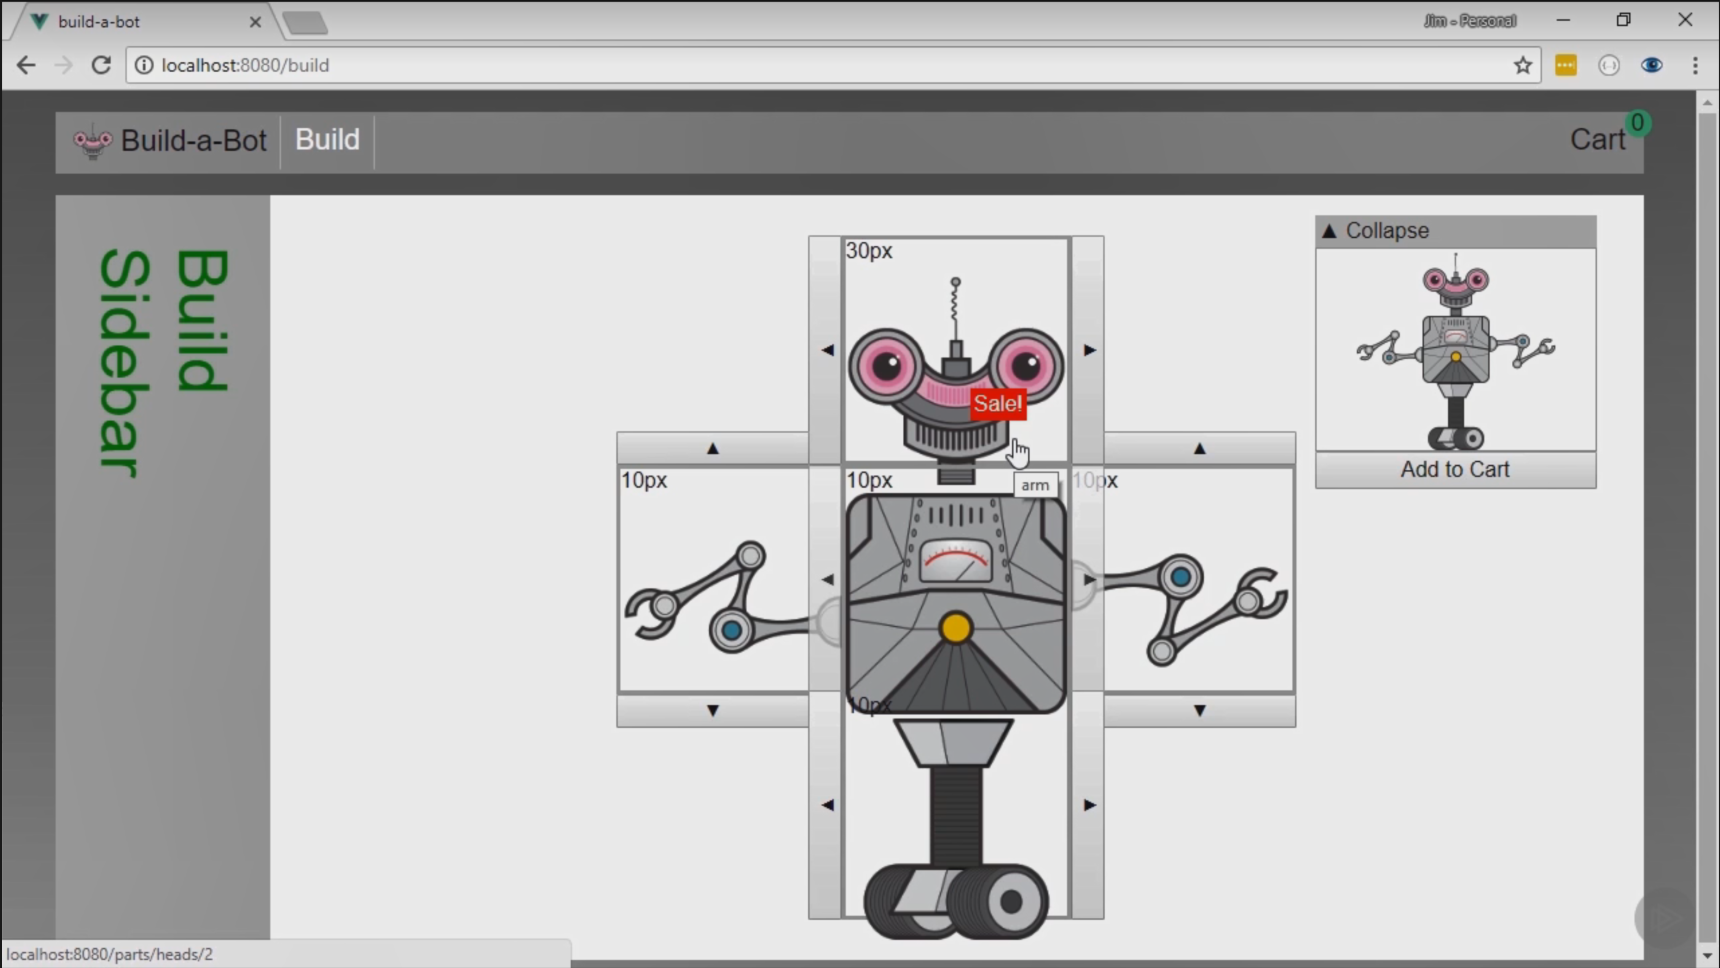 build-a-bot
Jim - Personal
localhost:8080/build
Build-a-Bot
Build
Cart
0
Build
Sidebar
30px
Sale!
arm
10px
10px
10px
10px
▲ Collapse
Add to Cart
localhost:8080/parts/heads/2